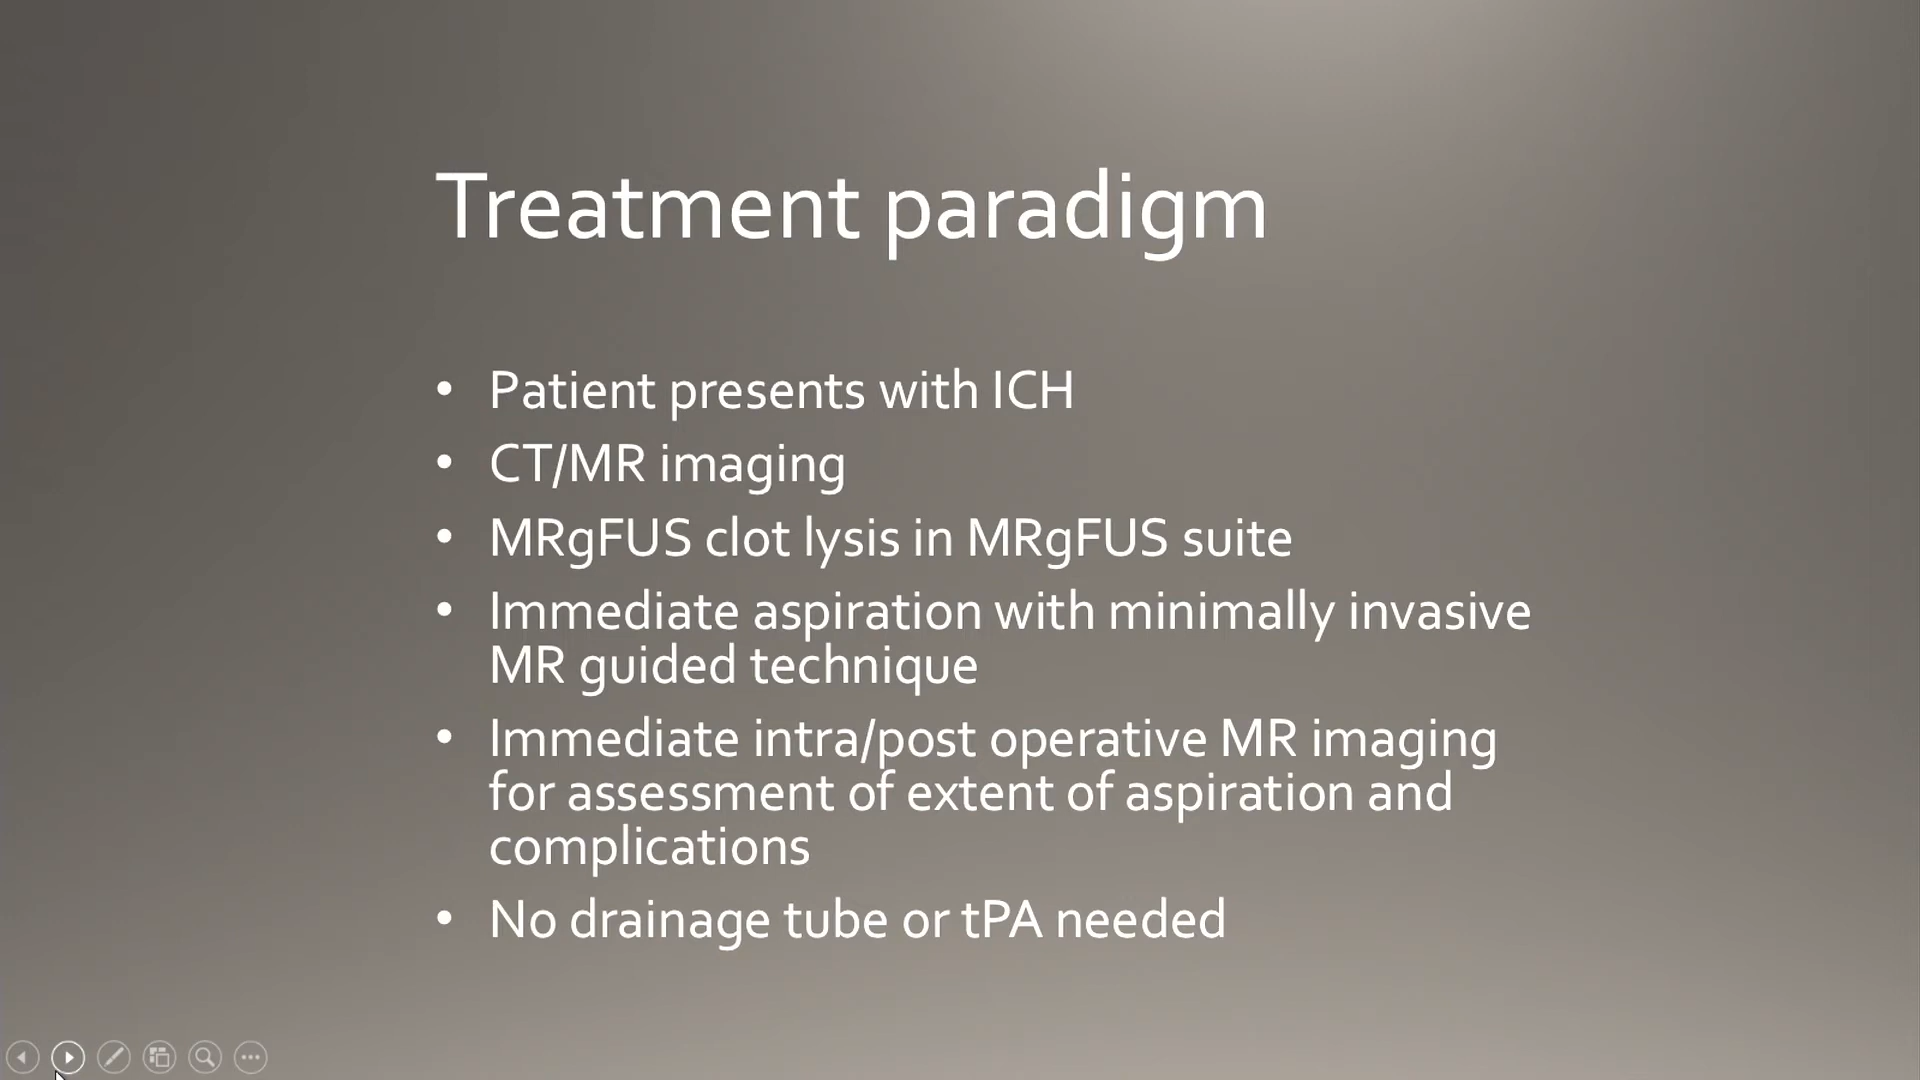 Treatment paradigm
• Patient presents with ICH
• CT/MR imaging
• MRgFUS clot lysis in MRgFUS suite
• Immediate aspiration with minimally invasive
MR guided technique
• Immediate intra/post operative MR imaging
for assessment of extent of aspiration and
complications
• No drainage tube or tPA needed